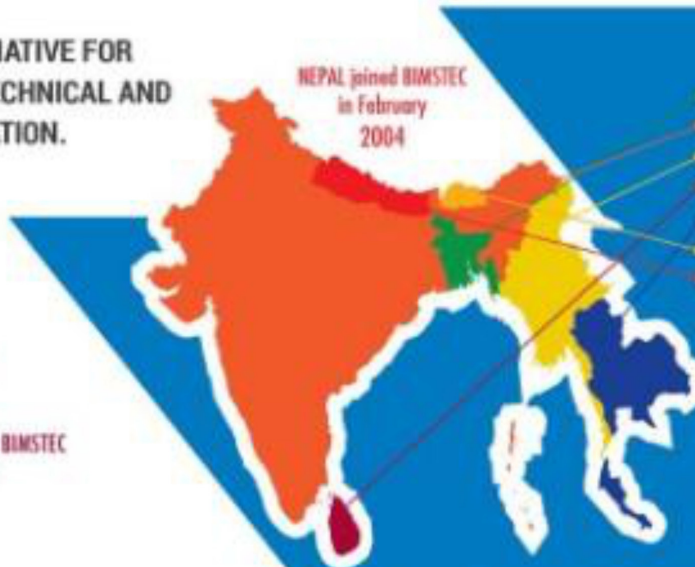 IATIVE FOR
CHNICAL AND
TION.
NEPAL joined BIMSTEC
in February
2004
BIMSTEC